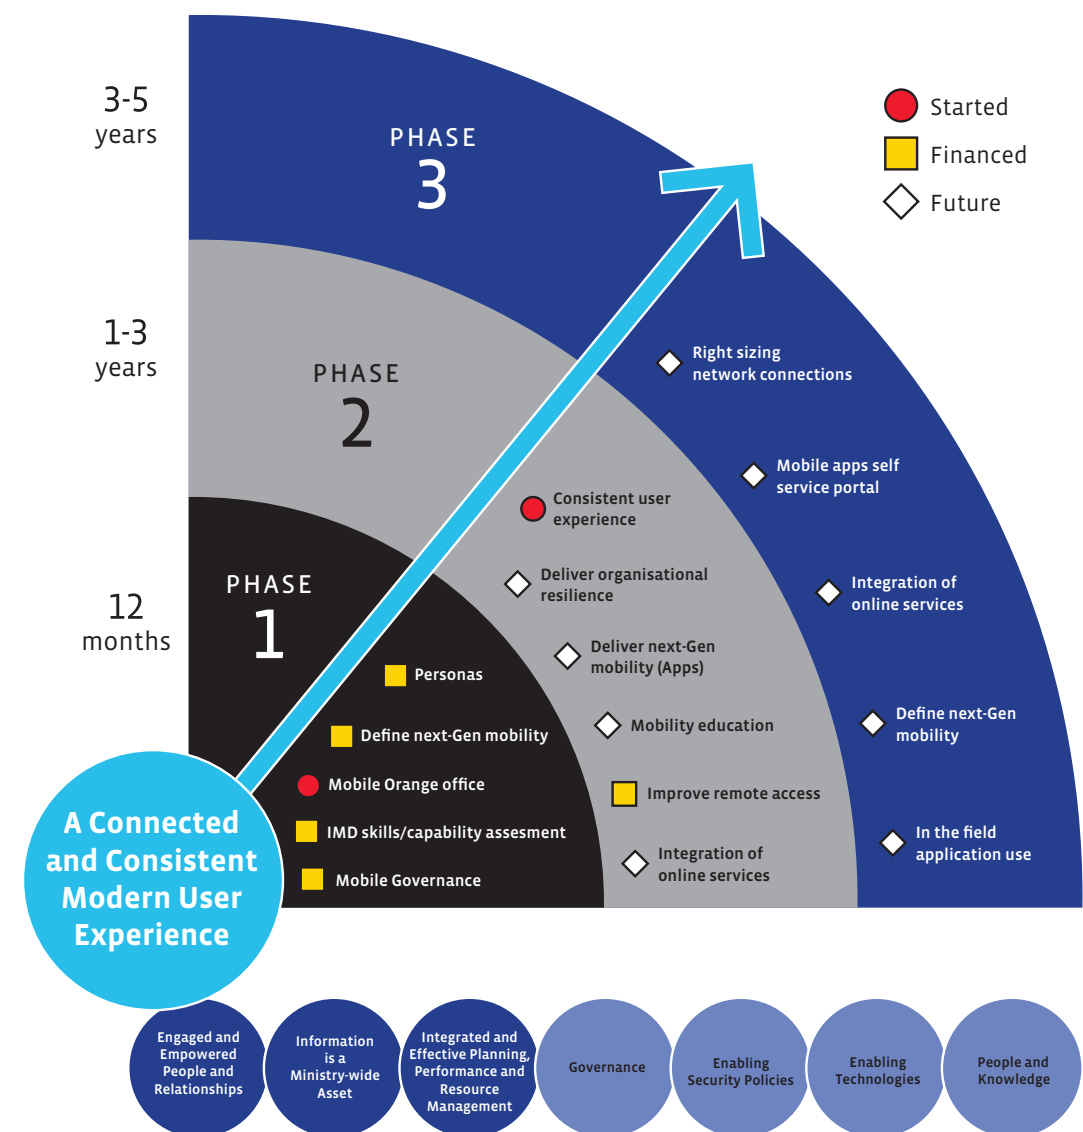 3-5
years
PHASE
3
Started
Financed
Future
1-3
years
PHASE
2
Right sizing
network connections
Mobile apps self
service portal
Integration of
online services
Define next-Gen
mobility
In the field
application use
Consistent user
experience
Deliver organisational
resilience
Deliver next-Gen
mobility (Apps)
Mobility education
Improve remote access
Integration of
online services
12
months
PHASE
1
Personas
Define next-Gen mobility
Mobile Orange office
IMD skills/capability assesment
Mobile Governance
A Connected
and Consistent
Modern User
Experience
Engaged and
Empowered
People and
Relationships
Information
is a
Ministry-wide
Asset
Integrated and
Effective Planning,
Performance and
Resource
Management
Governance
Enabling
Security Policies
Enabling
Technologies
People and
Knowledge